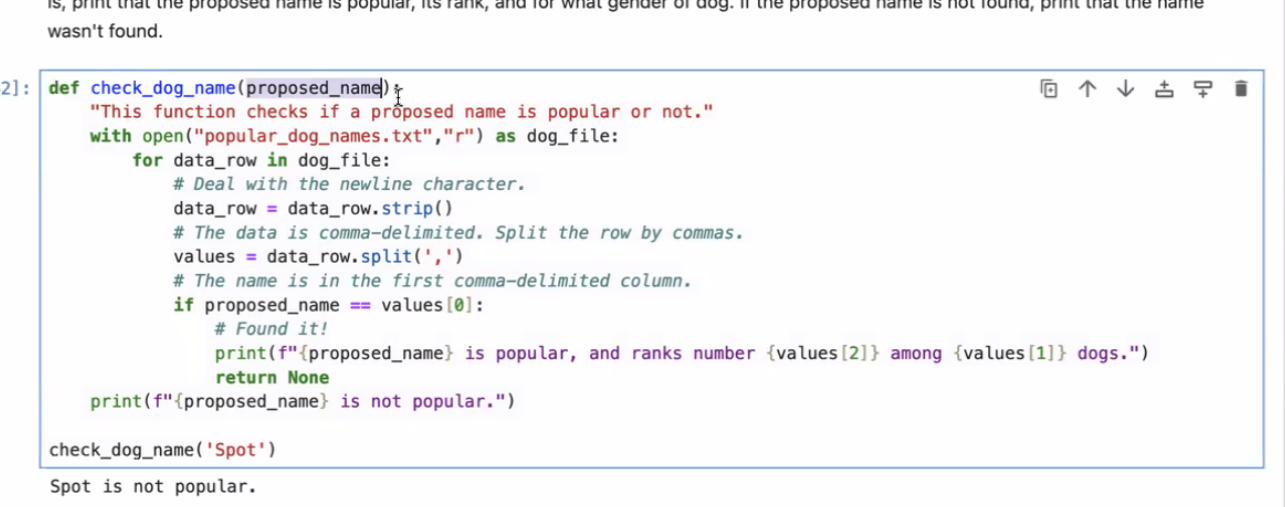 is, print that the proposed name is popular, its rank, and for what gender of dog. If the proposed name is not found, print that the name
wasn't found.
2]: def check_dog_name(proposed_name):
    "This function checks if a proposed name is popular or not."
    with open("popular_dog_names.txt","r") as dog_file:
        for data_row in dog_file:
            # Deal with the newline character.
            data_row = data_row.strip()
            # The data is comma-delimited. Split the row by commas.
            values = data_row.split(',')
            # The name is in the first comma-delimited column.
            if proposed_name == values[0]:
                # Found it!
                print(f"{proposed_name} is popular, and ranks number {values[2]} among {values[1]} dogs.")
                return None
    print(f"{proposed_name} is not popular.")
check_dog_name('Spot')
Spot is not popular.